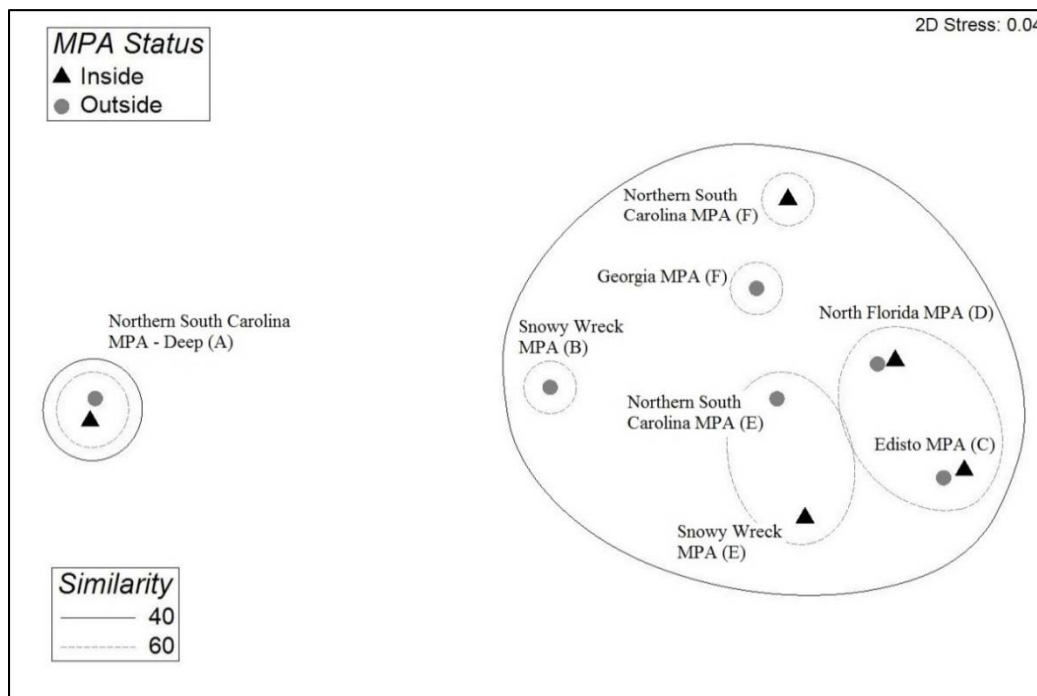 2D Stress: 0.04
MPA Status
Inside
Outside
Northern South
Carolina MPA (F)
Georgia MPA (F)
North Florida MPA (D)
Northern South Carolina
MPA - Deep (A)
Snowy Wreck
MPA (B)
Northern South
Carolina MPA (E)
Edisto MPA (C)
Snowy Wreck
MPA (E)
Similarity
40
60